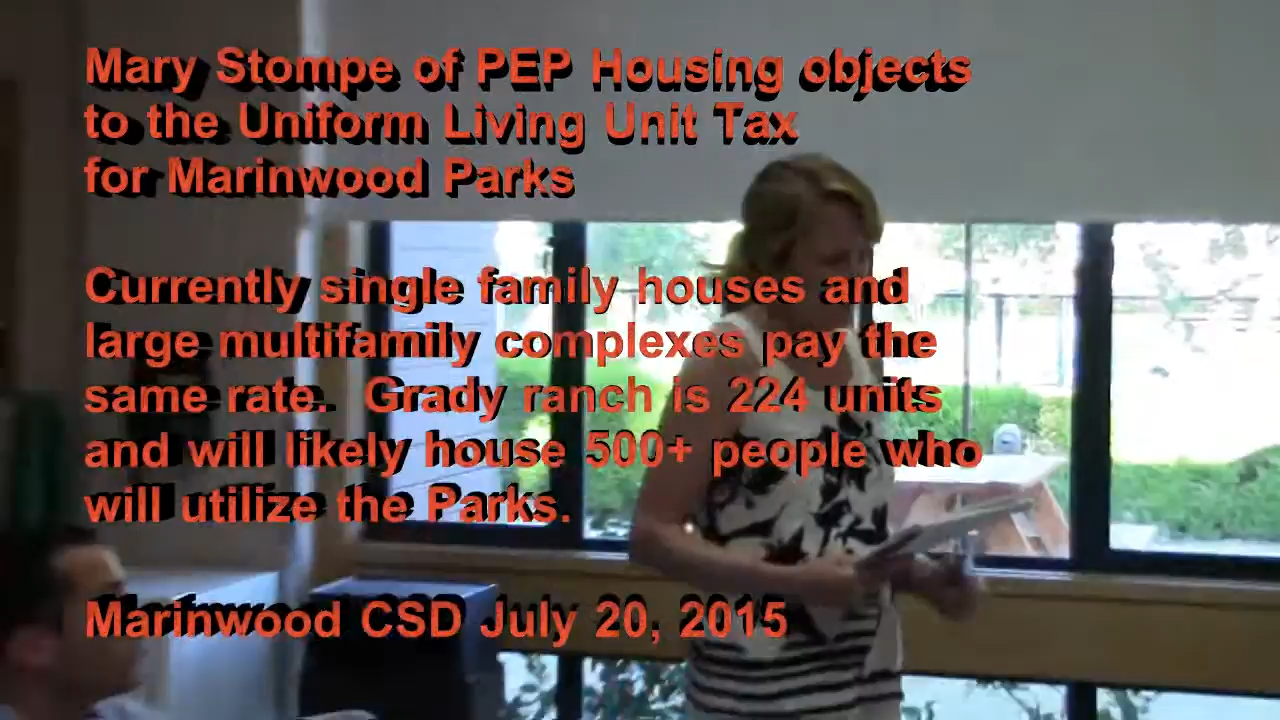 Mary Stompe of PEP Housing objects
to the Uniform Living Unit Tax
for Marinwood Parks
Currently single family houses and
large multifamily complexes pay the
same rate.  Grady ranch is 224 units
and will likely house 500+ people who
will utilize the Parks.
Marinwood CSD July 20, 2015